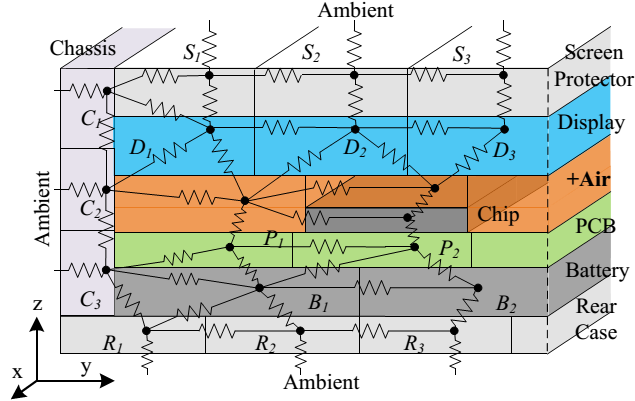 Ambient
Chassis
S1
S2
S3
Screen
Protector
C1
D1
D2
D3
Display
+Air
Ambient
C2
Chip
P1
P2
PCB
Battery
C3
B1
B2
Rear
Case
z
R1
R2
R3
x
y
Ambient